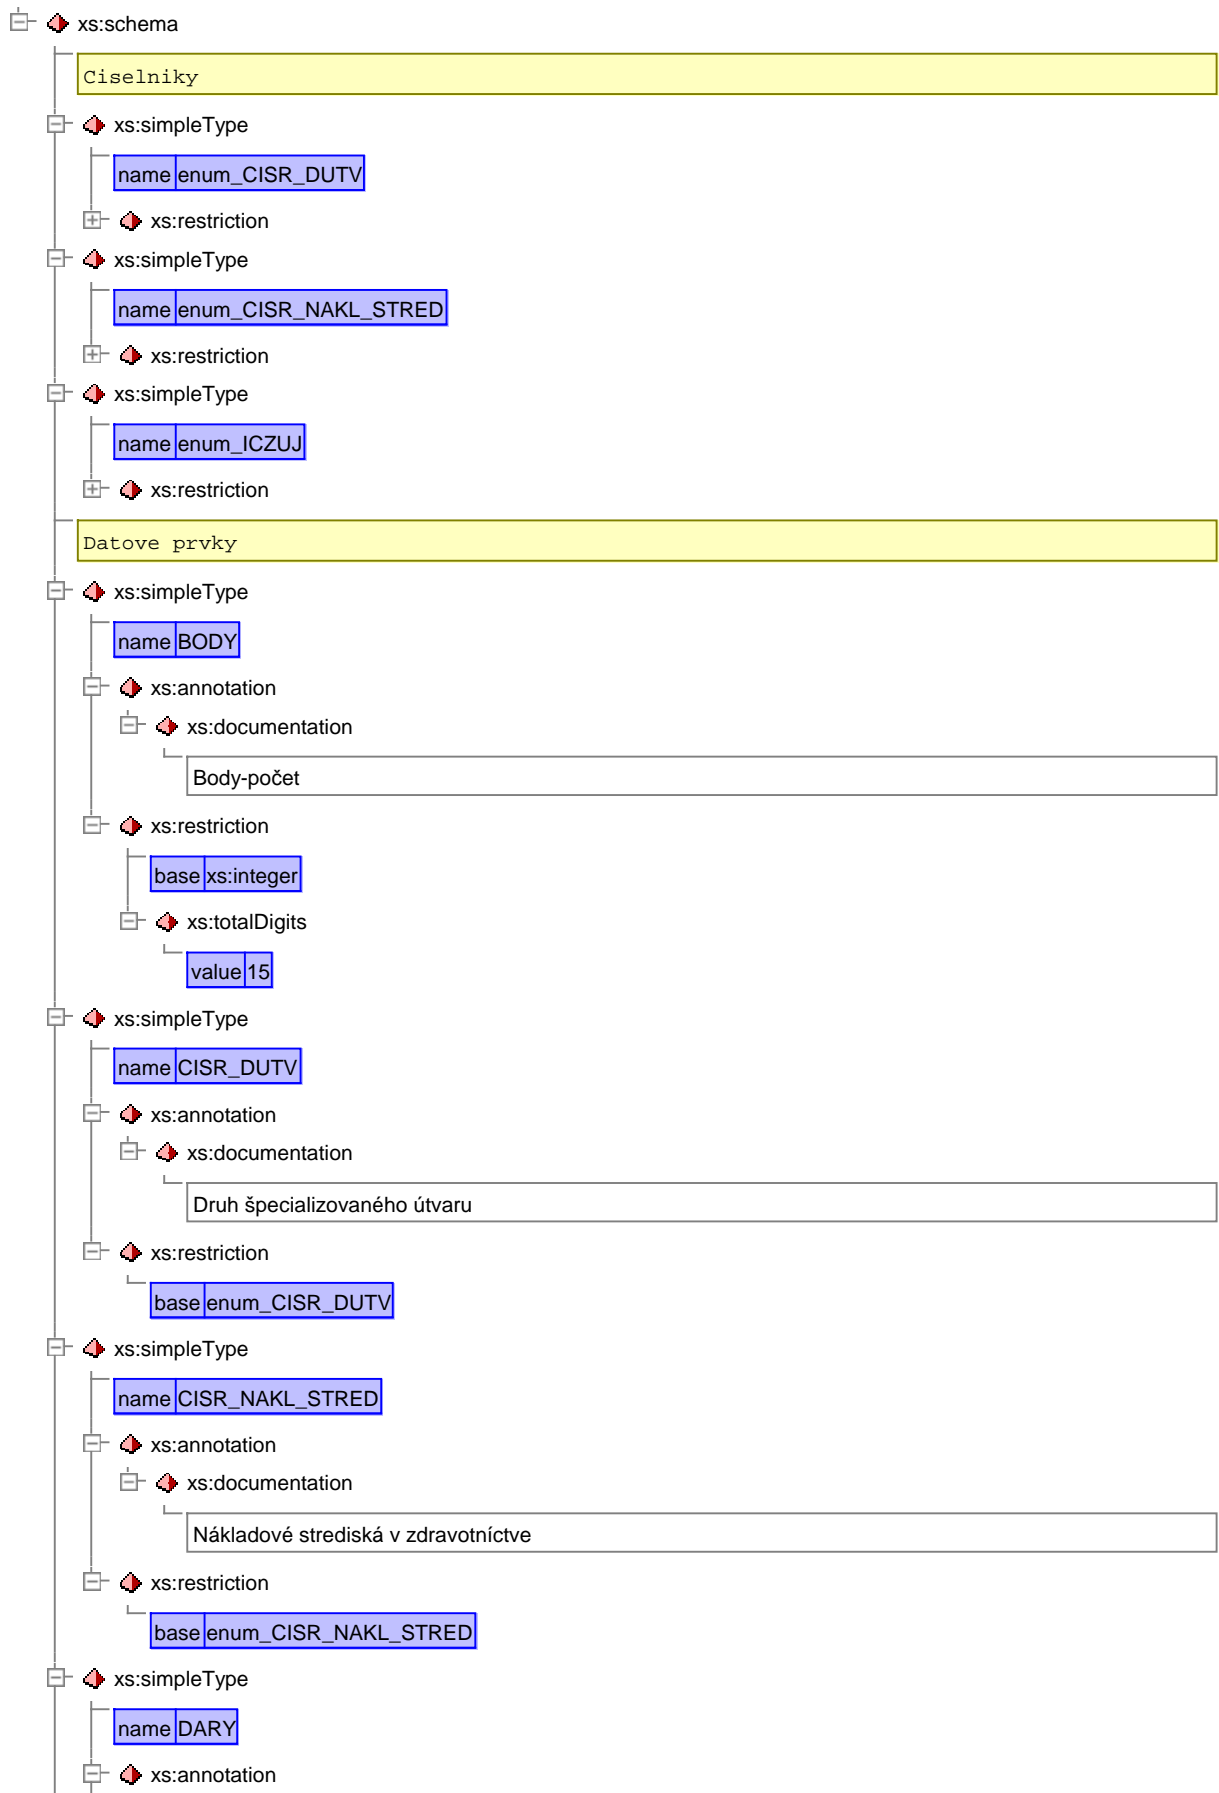 xs:schema
Ciselniky
xs:simpleType
name enum_CISR_DUTV
xs:restriction
xs:simpleType
name enum_CISR_NAKL_STRED
xs:restriction
xs:simpleType
name enum_ICZUJ
xs:restriction
Datove prvky
xs:simpleType
name BODY
xs:annotation
xs:documentation
Body-počet
xs:restriction
base xs:integer
xs:totalDigits
value 15
xs:simpleType
name CISR_DUTV
xs:annotation
xs:documentation
Druh špecializovaného útvaru
xs:restriction
base enum_CISR_DUTV
xs:simpleType
name CISR_NAKL_STRED
xs:annotation
xs:documentation
Nákladové strediská v zdravotníctve
xs:restriction
base enum_CISR_NAKL_STRED
xs:simpleType
name DARY
xs:annotation